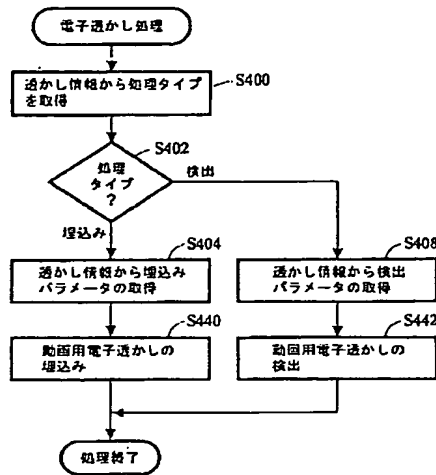 電子透かし処理
S400
透かし情報から処理タイプ
を取得
S402
処理
タイプ
?
検出
埋込み
S404
透かし情報から埋込み
パラメータの取得
S408
透かし情報から検出
パラメータの取得
S440
動画用電子透かしの
埋込み
S442
動画用電子透かしの
検出
処理終了